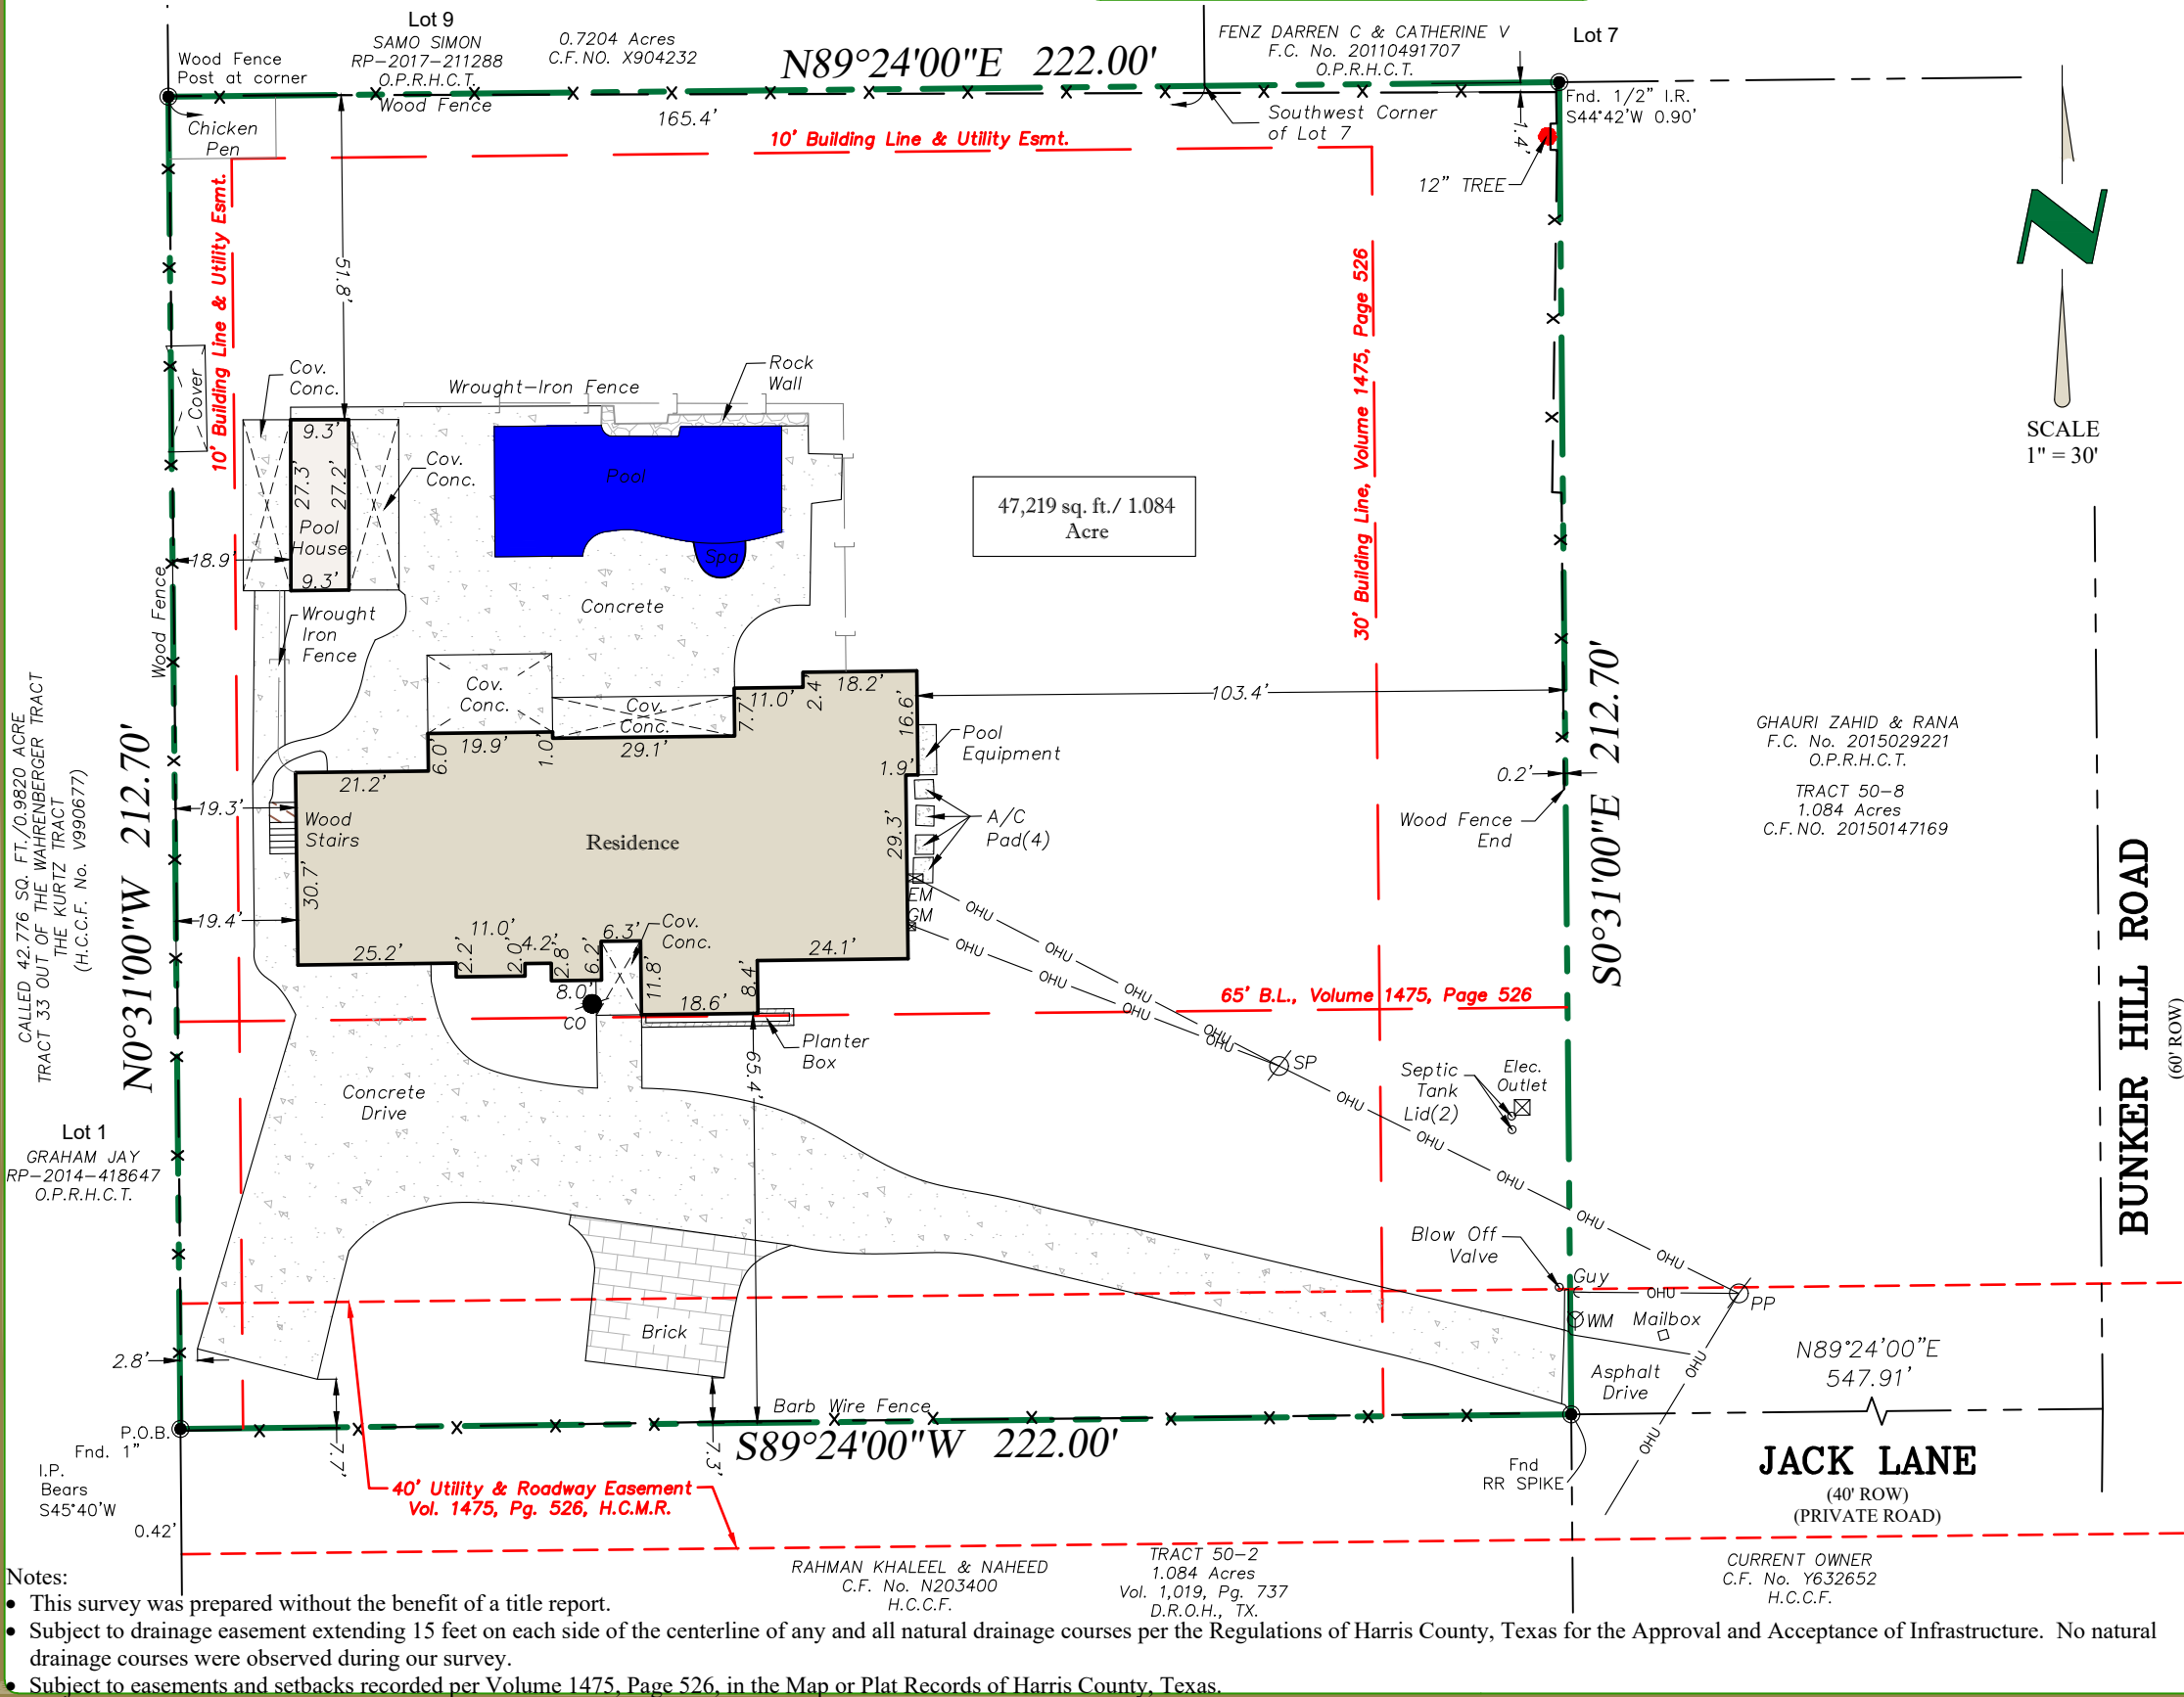 Lot 9
SAMO SIMON
RP-2017-211288
O.P.R.H.C.T.
0.7204 Acres
C.F.NO. X904232
N89°24'00"E 222.00'
FENZ DARREN C & CATHERINE V
F.C. No. 20110491707
O.P.R.H.C.T.
Lot 7
Wood Fence
Post at corner
Wood Fence
165.4'
Southwest Corner
of Lot 7
Fnd. 1/2" I.R.
S44°42'W 0.90'
1.4'
12" TREE
Chicken
Pen
10' Building Line & Utility Esmt.
10' Building Line & Utility Esmt.
51.8'
30' Building Line, Volume 1475, Page 526
N
SCALE
1" = 30'
Cover
Cov.
Conc.
Wrought-Iron Fence
Rock
Wall
9.3'
27.3'
27.2'
Pool
House
9.3'
Cov.
Conc.
Pool
Spa
47,219 sq. ft./ 1.084
Acre
18.9'
Wood Fence
Wrought
Iron
Fence
Concrete
Cov.
Conc.
Cov.
Conc.
11.0'
2.4'
18.2'
7.7'
16.6'
103.4'
6.0'
19.9'
1.0'
29.1'
Pool
Equipment
1.9'
21.2'
19.3'
Wood
Stairs
Residence
29.3'
A/C
Pad(4)
0.2'
Wood Fence
End
S0°31'00"E 212.70'
GHAURI ZAHID & RANA
F.C. No. 2015029221
O.P.R.H.C.T.
TRACT 50-8
1.084 Acres
C.F.NO. 20150147169
BUNKER HILL ROAD
(60' ROW)
CALLED 42.776 SQ. FT./0.9820 ACRE
TRACT 33 OUT OF THE WAHRENBERGER TRACT
THE KURTZ TRACT
(H.C.C.F. No. V990677)
N0°31'00"W 212.70'
30.7'
19.4'
EM
GM
25.2'
2.2'
11.0'
2.0'
4.2'
2.8'
6.2'
6.3'
Cov.
Conc.
8.0'
11.8'
18.6'
8.4'
24.1'
CO
OHU
OHU
OHU
OHU
OHU
OHU
OHU
OHU
65' B.L., Volume 1475, Page 526
Planter
Box
65.4'
SP
OHU
OHU
OHU
OHU
OHU
Septic
Tank
Lid(2)
Elec.
Outlet
Concrete
Drive
Lot 1
GRAHAM JAY
RP-2014-418647
O.P.R.H.C.T.
Blow Off
Valve
Guy
OHU
PP
WM
Mailbox
OHU
OHU
Brick
2.8'
Asphalt
Drive
N89°24'00"E
547.91'
Barb Wire Fence
P.O.B.
Fnd. 1"
I.P.
Bears
S45°40'W
0.42'
7.7'
7.3'
S89°24'00"W 222.00'
Fnd
RR SPIKE
JACK LANE
(40' ROW)
(PRIVATE ROAD)
40' Utility & Roadway Easement
Vol. 1475, Pg. 526, H.C.M.R.
RAHMAN KHALEEL & NAHEED
C.F. No. N203400
H.C.C.F.
TRACT 50-2
1.084 Acres
Vol. 1,019, Pg. 737
D.R.O.H., TX.
CURRENT OWNER
C.F. No. Y632652
H.C.C.F.
Notes:
• This survey was prepared without the benefit of a title report.
• Subject to drainage easement extending 15 feet on each side of the centerline of any and all natural drainage courses per the Regulations of Harris County, Texas for the Approval and Acceptance of Infrastructure. No natural
drainage courses were observed during our survey.
• Subject to easements and setbacks recorded per Volume 1475, Page 526, in the Map or Plat Records of Harris County, Texas.